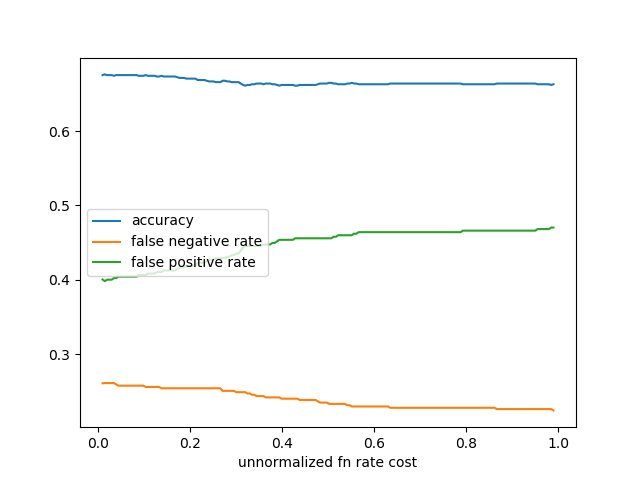 0.6
0.5
0.4
0.3
accuracy
false negative rate
false positive rate
0.0 0.2 0.4 0.6 0.8 1.0
unnormalized fn rate cost